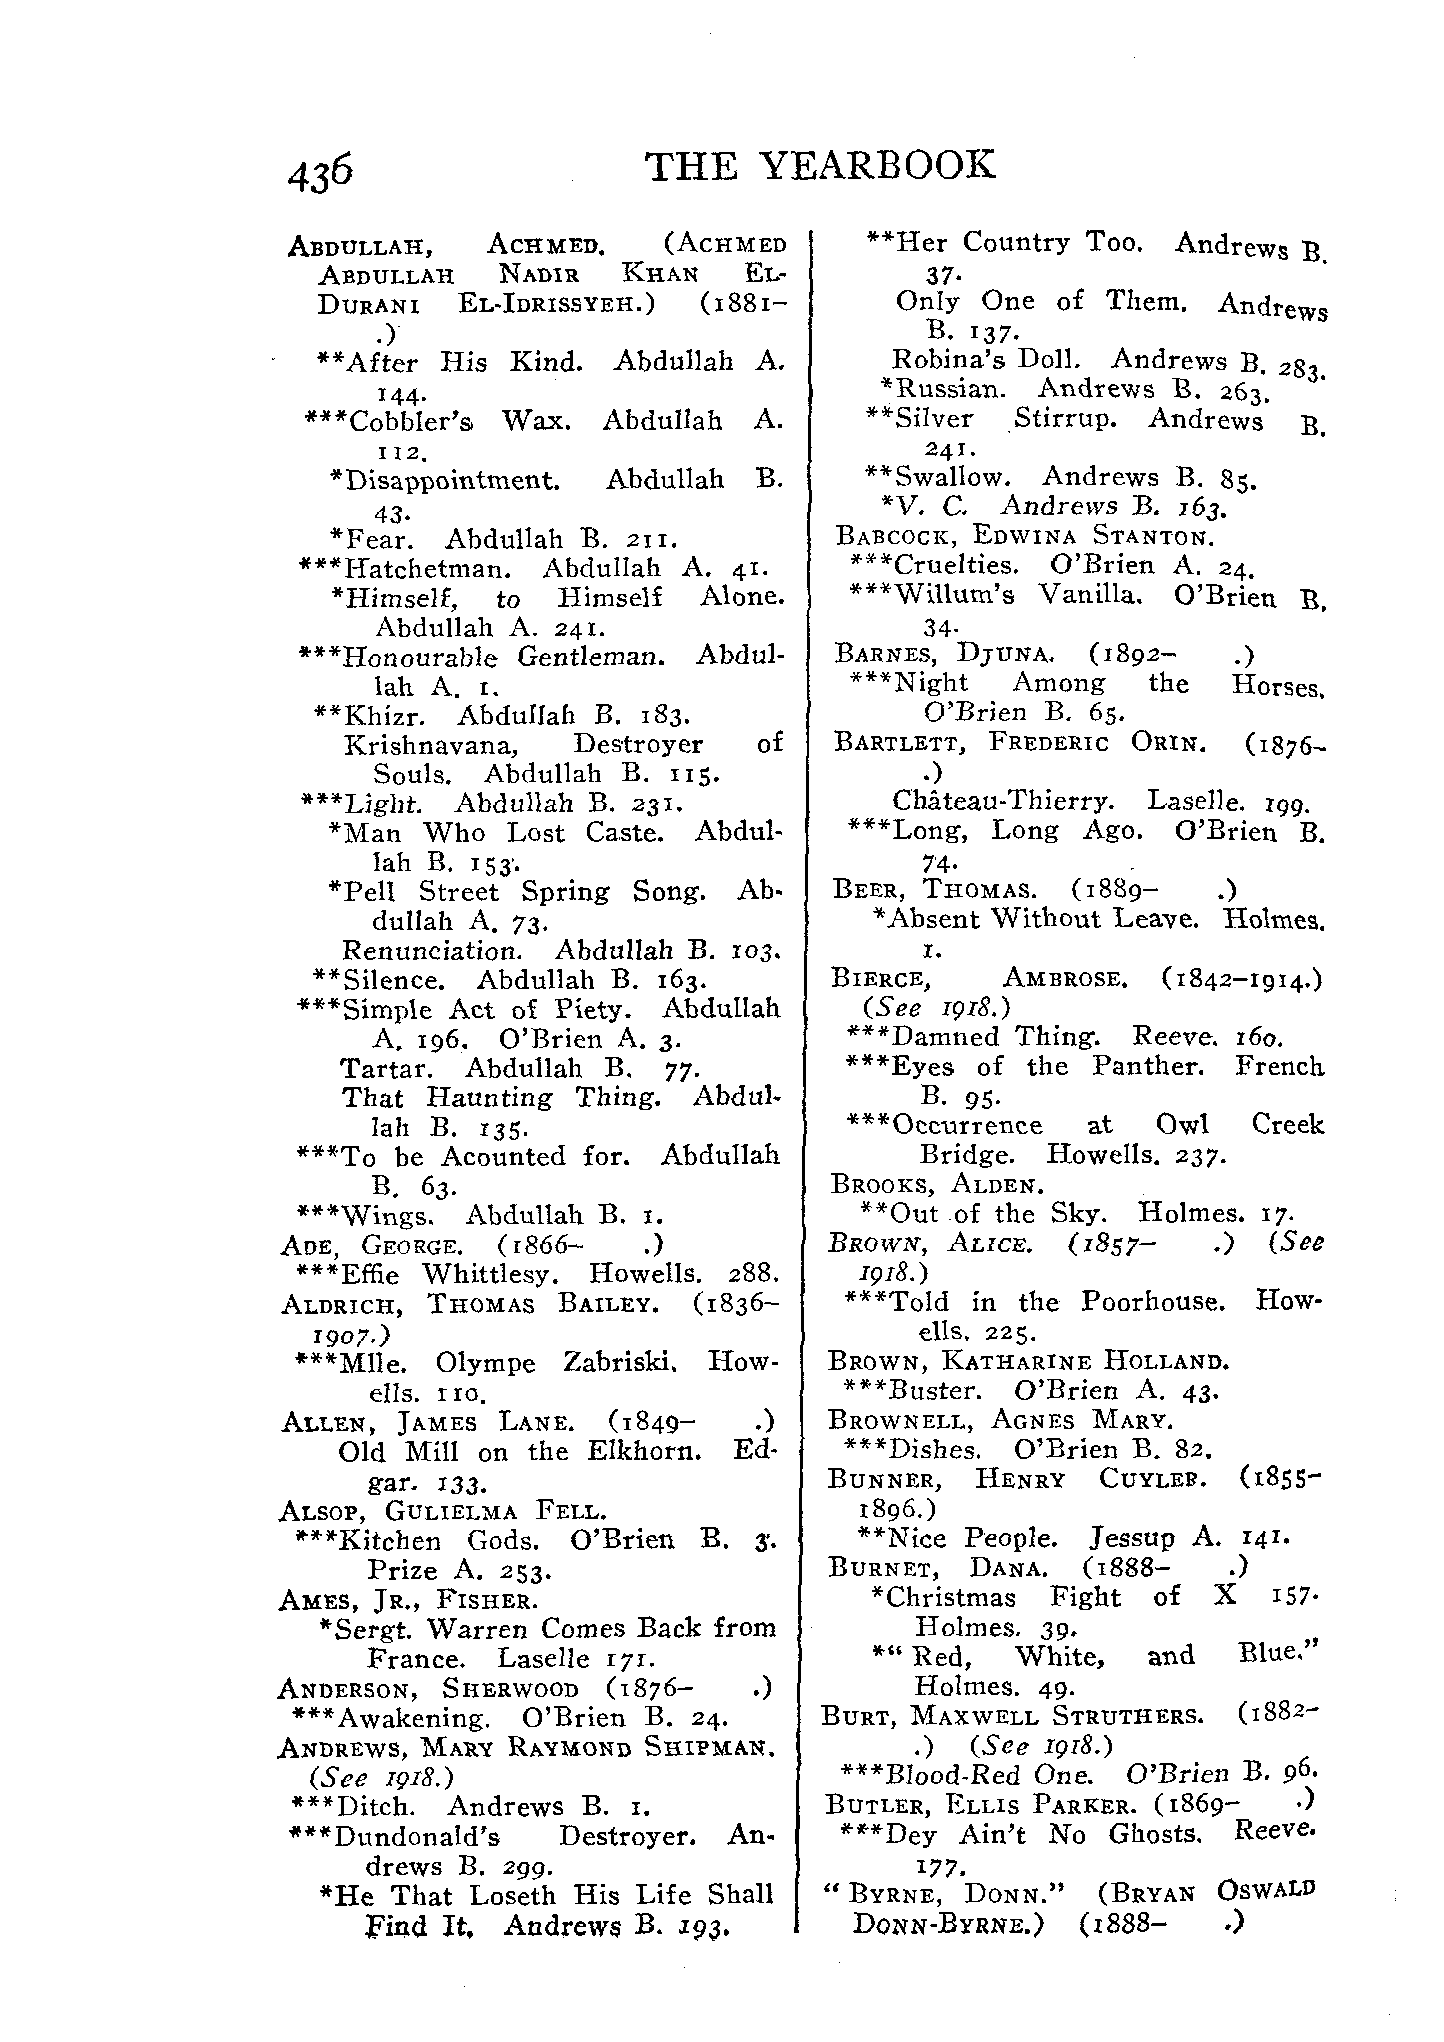 436 THE YEARBOOK
ABDULLAH, ACHMED. (ACHMED
ABDULLAH NADIR KHAN EL-
DURANI EL-IDRISSYEH.) (1881–
.)
**After His Kind. Abdullah A.
144.
***Cobbler's Wax. Abdullah A.
112.
*Disappointment. Abdullah B.
43.
*Fear. Abdullah B. 211.
***Hatchetman. Abdullah A. 41.
*Himself, to Himself Alone.
Abdullah A. 241.
***Honourable Gentleman. Abdul-
lah A. 1.
**Khizr. Abdullah B. 183.
Krishnavana, Destroyer of
Souls. Abdullah B. 115.
***Light. Abdullah B. 231.
*Man Who Lost Caste. Abdul-
lah B. 153.
*Pell Street Spring Song. Ab-
dullah A. 73.
Renunciation. Abdullah B. 103.
**Silence. Abdullah B. 163.
***Simple Act of Piety. Abdullah
A. 196. O'Brien A. 3.
Tartar. Abdullah B. 77.
That Haunting Thing. Abdul-
lah B. 135.
***To be Acounted for. Abdullah
B. 63.
***Wings. Abdullah B. 1.
ADE, GEORGE. (1866– .)
***Effie Whittlesy. Howells. 288.
ALDRICH, THOMAS BAILEY. (1836–
1907.)
***Mlle. Olympe Zabriski. How-
ells. 110.
ALLEN, JAMES LANE. (1849– .)
Old Mill on the Elkhorn. Ed-
gar. 133.
ALSOP, GULIELMA FELL.
***Kitchen Gods. O'Brien B. 3.
Prize A. 253.
AMES, JR., FISHER.
*Sergt. Warren Comes Back from
France. Laselle 171.
ANDERSON, SHERWOOD (1876– .)
***Awakening. O'Brien B. 24.
ANDREWS, MARY RAYMOND SHIPMAN.
(See 1918.)
***Ditch. Andrews B. 1.
***Dundonald's Destroyer. An-
drews B. 299.
*He That Loseth His Life Shall
Find It. Andrews B. 193.
**Her Country Too. Andrews B.
37.
Only One of Them. Andrews
B. 137.
Robina's Doll. Andrews B. 283.
*Russian. Andrews B. 263.
**Silver Stirrup. Andrews B.
241.
**Swallow. Andrews B. 85.
*V. C. Andrews B. 163.
BABCOCK, EDWINA STANTON.
***Cruelties. O'Brien A. 24.
***Willum's Vanilla. O'Brien B.
34.
BARNES, DJUNA. (1892– .)
***Night Among the Horses.
O'Brien B. 65.
BARTLETT, FREDERIC ORIN. (1876–
.)
Château-Thierry. Laselle. 199.
***Long, Long Ago. O'Brien B.
74.
BEER, THOMAS. (1889– .)
*Absent Without Leave. Holmes.
1.
BIERCE, AMBROSE. (1842–1914.)
(See 1918.)
***Damned Thing. Reeve. 160.
***Eyes of the Panther. French
B. 95.
***Occurrence at Owl Creek
Bridge. Howells. 237.
BROOKS, ALDEN.
**Out of the Sky. Holmes. 17.
BROWN, ALICE. (1857– .) (See
1918.)
***Told in the Poorhouse. How-
ells. 225.
BROWN, KATHARINE HOLLAND.
***Buster. O'Brien A. 43.
BROWNELL, AGNES MARY.
***Dishes. O'Brien B. 82.
BUNNER, HENRY CUYLER. (1855–
1896.)
**Nice People. Jessup A. 141.
BURNET, DANA. (1888– .)
*Christmas Fight of X 157.
Holmes. 39.
*“Red, White, and Blue.”
Holmes. 49.
BURT, MAXWELL STRUTHERS. (1882–
.) (See 1918.)
***Blood-Red One. O'Brien B. 96.
BUTLER, ELLIS PARKER. (1869– .)
***Dey Ain't No Ghosts. Reeve.
177.
“BYRNE, DONN.” (BRYAN OSWALD
DONN-BYRNE.) (1888– .)